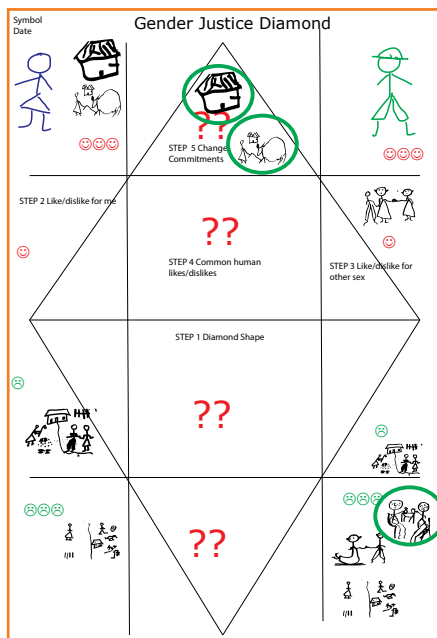 Symbol
Date
Gender Justice Diamond
??
STEP 5 Change
Commitments
STEP 2 Like/dislike for me
??
STEP 4 Common human
likes/dislikes
STEP 3 Like/dislike for
other sex
STEP 1 Diamond Shape
??
??